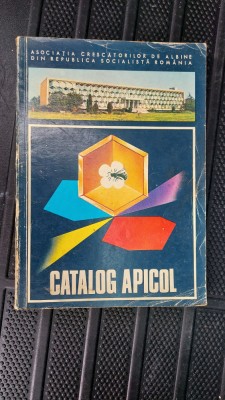 ASOCIAȚIA CRESCĂTORILOR DE ALBINE
DIN REPUBLICA SOCIALISTĂ ROMÂNIA
CATALOG APICOL